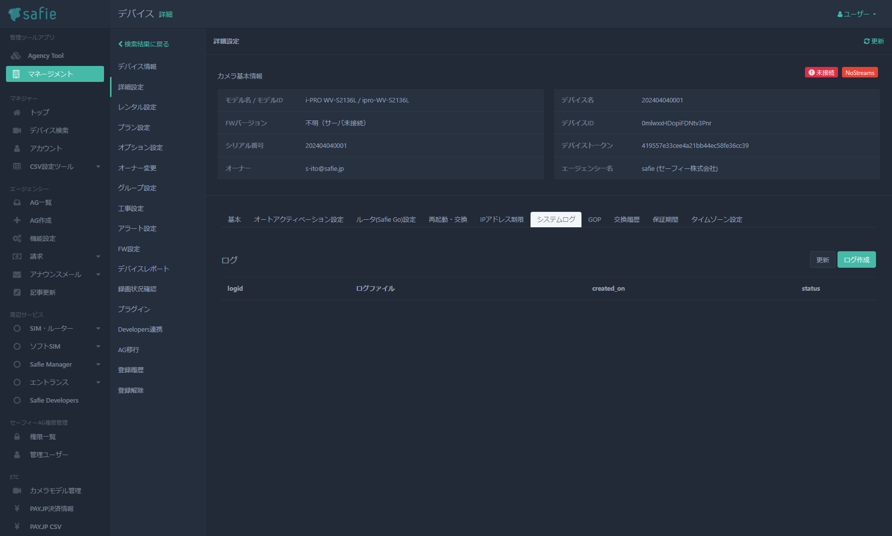 safie
デバイス 詳細
ユーザー
管理ツールアプリ
Agency Tool
マネージメント
マネジャー
トップ
デバイス検索
アカウント
CSV設定ツール
エージェンシー
AG一覧
AG作成
機能設定
請求
アナウンスメール
記事更新
周辺サービス
SIM・ルーター
ソフトSIM
Safie Manager
エントランス
Safie Developers
セーフィーAG権限管理
権限一覧
管理ユーザー
ETC
カメラモデル管理
PAY.JP決済情報
PAY.JP CSV
検索結果に戻る
デバイス情報
詳細設定
レンタル設定
プラン設定
オプション設定
オーナー変更
グループ設定
工事設定
アラート設定
FW設定
デバイスレポート
録画状況確認
プラグイン
Developers連携
AG移行
登録履歴
登録解除
詳細設定
更新
カメラ基本情報
未接続
NoStreams
モデル名 / モデルID i-PRO WV-S2136L / ipro-WV-S2136L
FWバージョン 不明（サーバ未接続）
シリアル番号 202404040001
オーナー s-ito@safie.jp
デバイス名 202404040001
デバイスID
デバイストークン 419557e33cee4a21bb44ec58fe36cc39
エージェンシー名 safie (セーフィー株式会社)
基本 オートアクティベーション設定 ルータ(Safie Go)設定 再起動・交換 IPアドレス制限 システムログ GOP 交換履歴 保証期間 タイムゾーン設定
ログ
更新
ログ作成
logid ログファイル created_on status